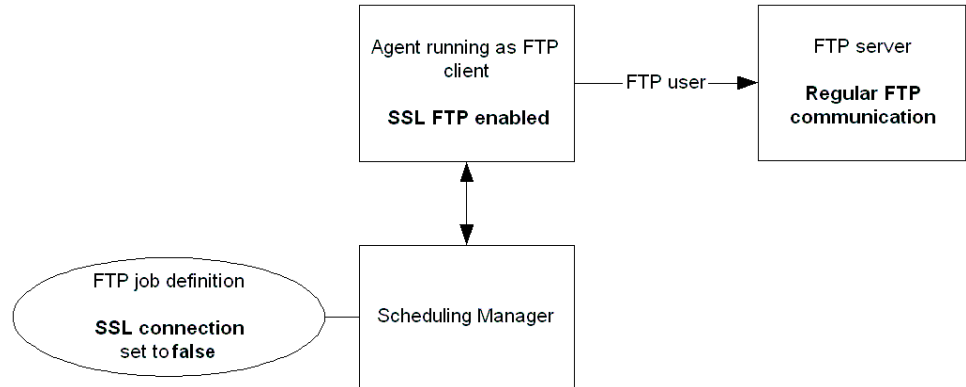 Agent running as FTP
client
SSL FTP enabled
FTP user
FTP server
Regular FTP
communication
FTP job definition
SSL connection
set to false
Scheduling Manager